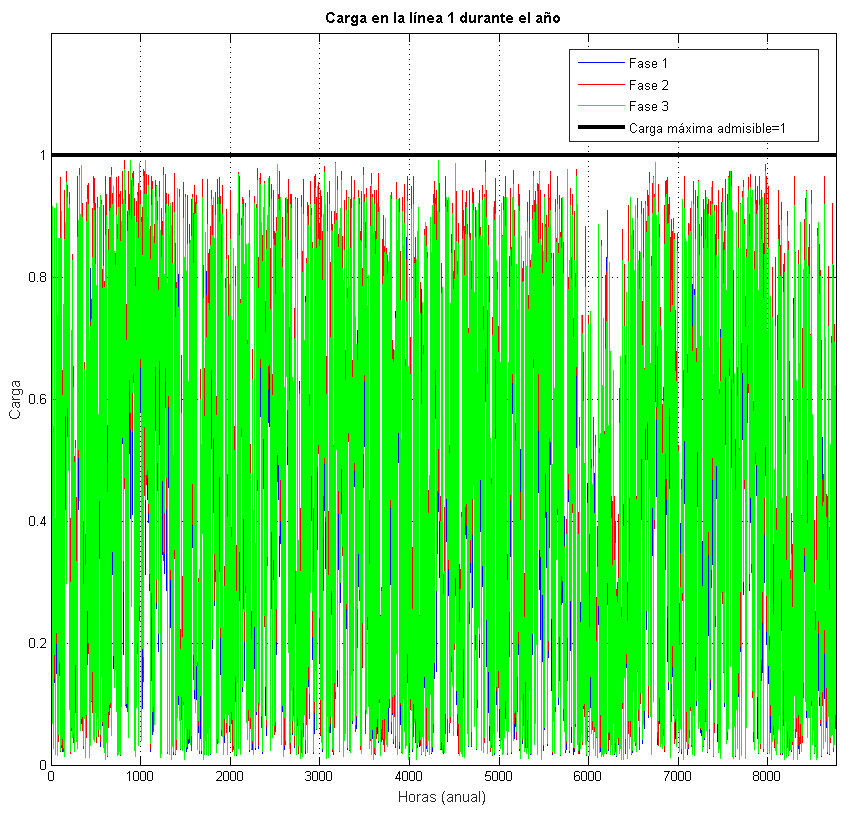 Carga en la línea 1 durante el año
Fase 1
Fase 2
Fase 3
Carga máxima admisible=1
1
0.8
0.6
0.4
0.2
0
Carga
0 1000 2000 3000 4000 5000 6000 7000 8000
Horas (anual)